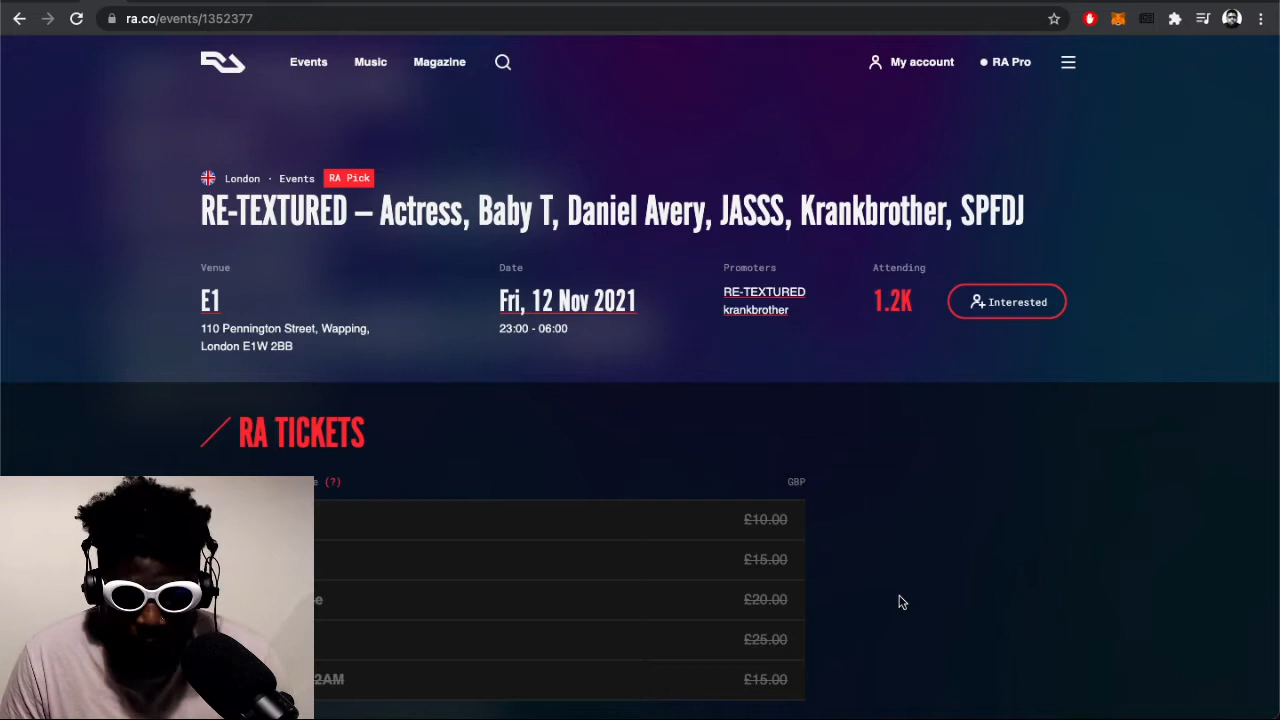 ra.co/events/1352377
Events Music Magazine My account RA Pro
London · Events RA Pick
RE-TEXTURED – Actress, Baby T, Daniel Avery, JASSS, Krankbrother, SPFDJ
Venue Date Promoters Attending
E1 Fri, 12 Nov 2021 RE-TEXTURED 1.2K Interested
krankbrother
110 Pennington Street, Wapping, 23:00 - 06:00
London E1W 2BB
RA TICKETS
(?) GBP
£10.00
£15.00
£20.00
£25.00
2AM £15.00